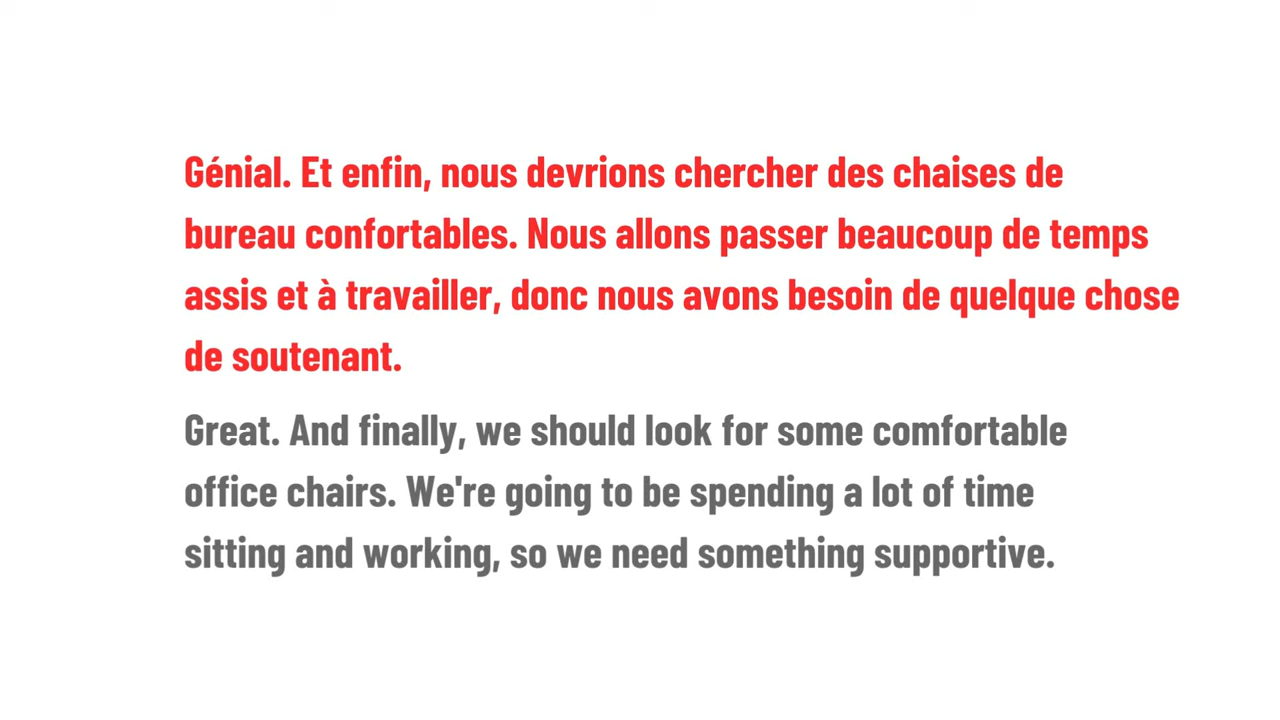 Génial. Et enfin, nous devrions chercher des chaises de
bureau confortables. Nous allons passer beaucoup de temps
assis et à travailler, donc nous avons besoin de quelque chose
de soutenant.
Great. And finally, we should look for some comfortable
office chairs. We're going to be spending a lot of time
sitting and working, so we need something supportive.